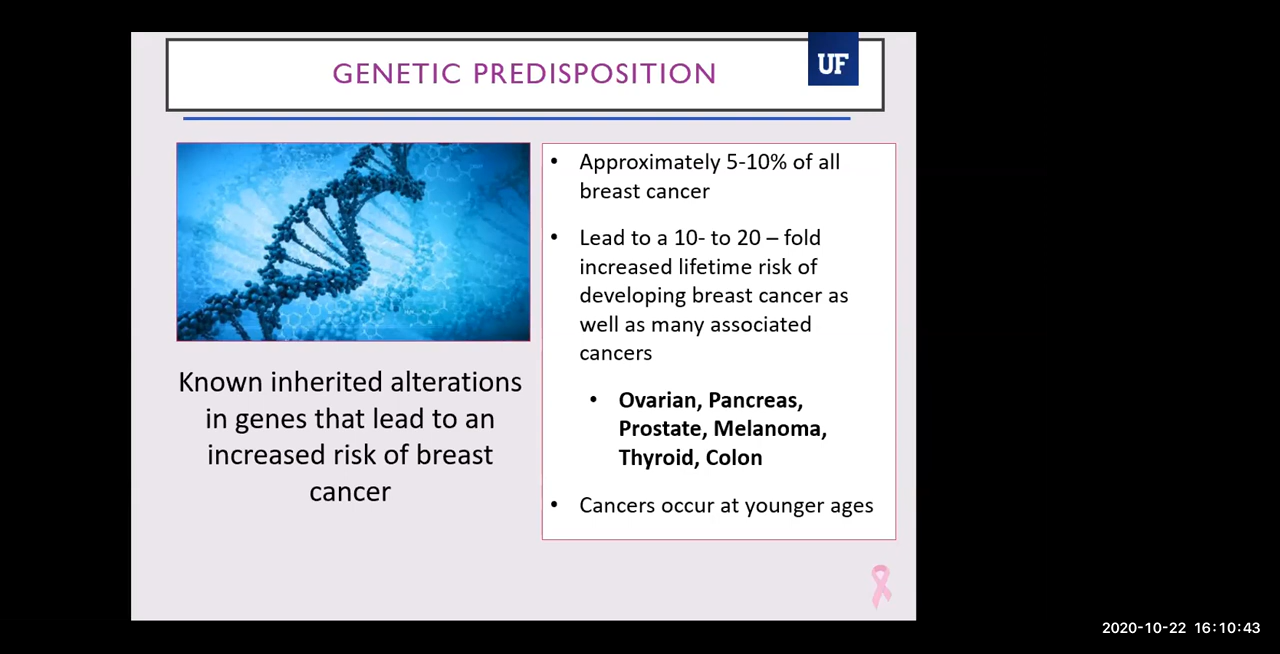 GENETIC PREDISPOSITION
UF
Known inherited alterations
in genes that lead to an
increased risk of breast
cancer
• Approximately 5-10% of all
breast cancer
• Lead to a 10- to 20 – fold
increased lifetime risk of
developing breast cancer as
well as many associated
cancers
• Ovarian, Pancreas,
Prostate, Melanoma,
Thyroid, Colon
• Cancers occur at younger ages
2020-10-22 16:10:43